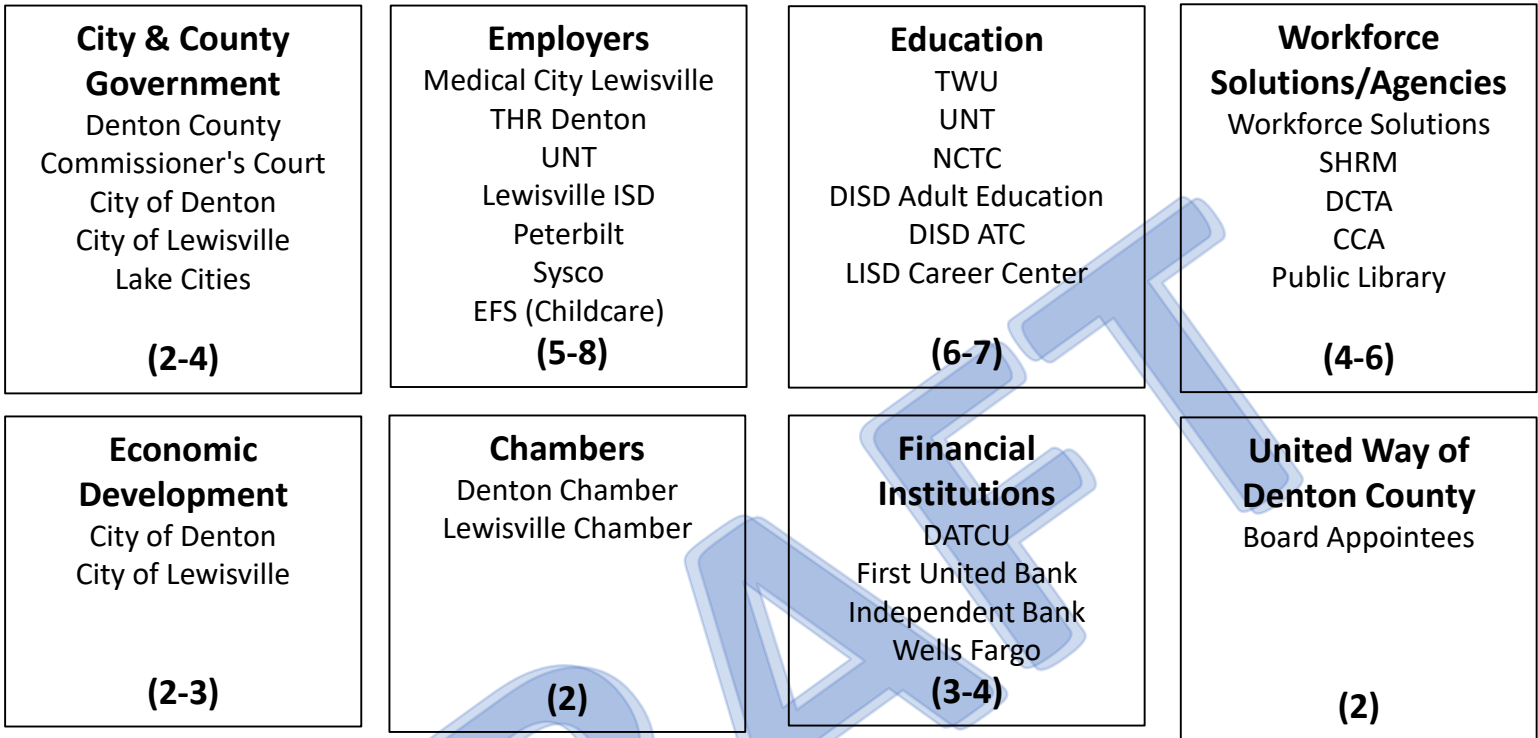 City & County
Government
Denton County
Commissioner's Court
City of Denton
City of Lewisville
Lake Cities
(2-4)
Employers
Medical City Lewisville
THR Denton
UNT
Lewisville ISD
Peterbilt
Sysco
EFS (Childcare)
(5-8)
Education
TWU
UNT
NCTC
DISD Adult Education
DISD ATC
LISD Career Center
(6-7)
Workforce
Solutions/Agencies
Workforce Solutions
SHRM
DCTA
CCA
Public Library
(4-6)
Economic
Development
City of Denton
City of Lewisville
(2-3)
Chambers
Denton Chamber
Lewisville Chamber
(2)
Financial
Institutions
DATCU
First United Bank
Independent Bank
Wells Fargo
(3-4)
United Way of
Denton County
Board Appointees
(2)